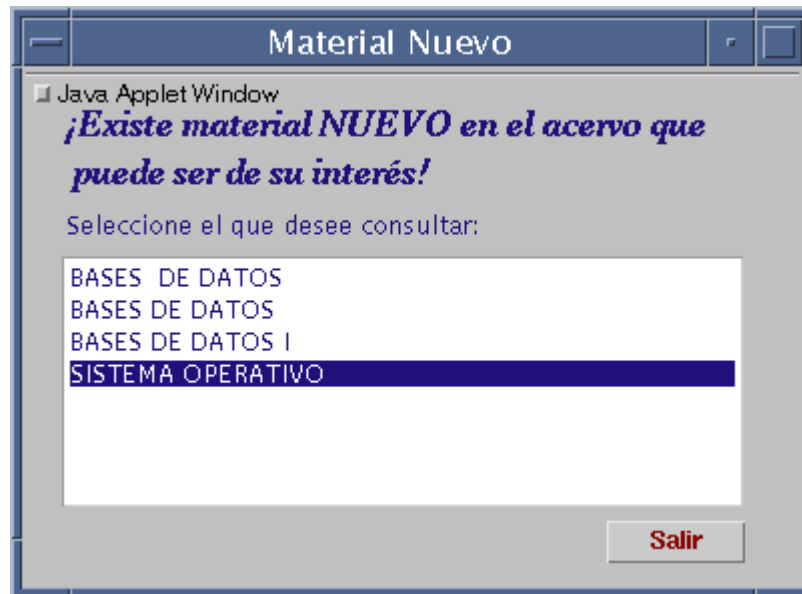 Material Nuevo
Java Applet Window
¡Existe material NUEVO en el acervo que
puede ser de su interés!
Seleccione el que desee consultar:
BASES  DE DATOS
BASES DE DATOS
BASES DE DATOS I
SISTEMA OPERATIVO
Salir